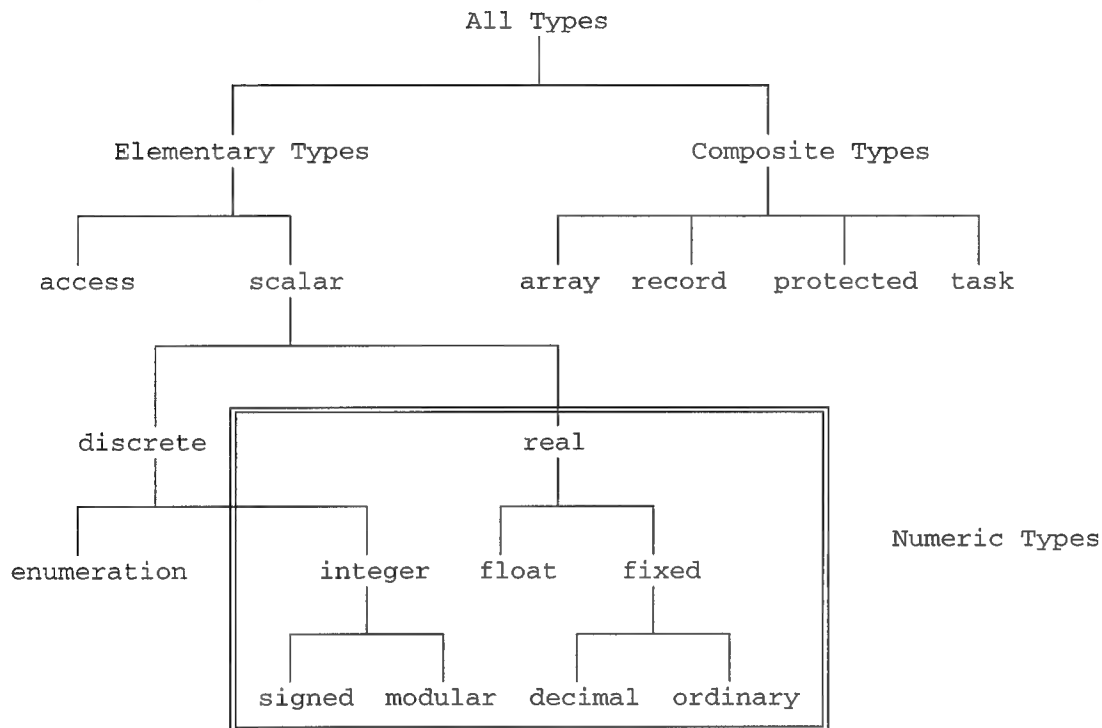 All Types
Elementary Types Composite Types
access scalar array record protected task
discrete real
Numeric Types
enumeration integer float fixed
signed modular decimal ordinary